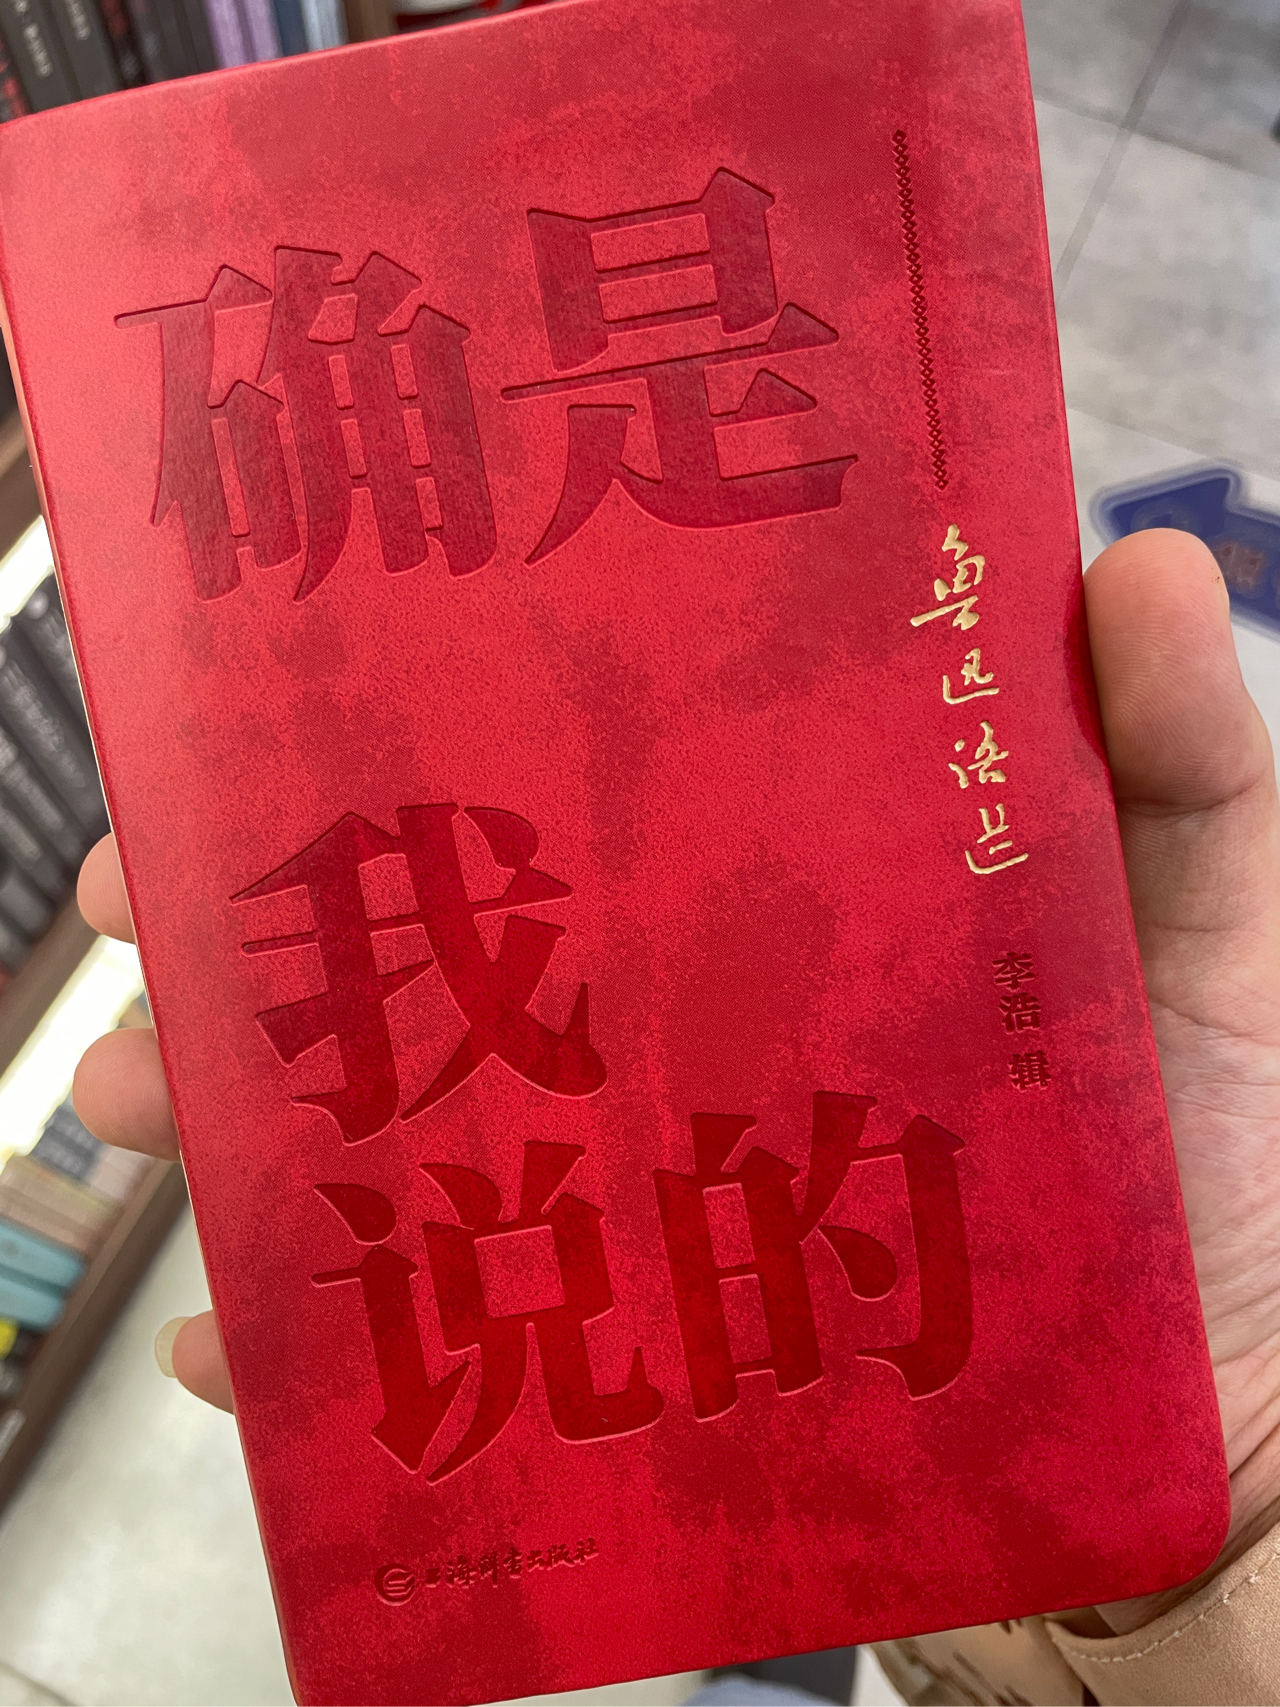 确是
我
说的
鲁迅语选
李浩 辑
上海辞书出版社